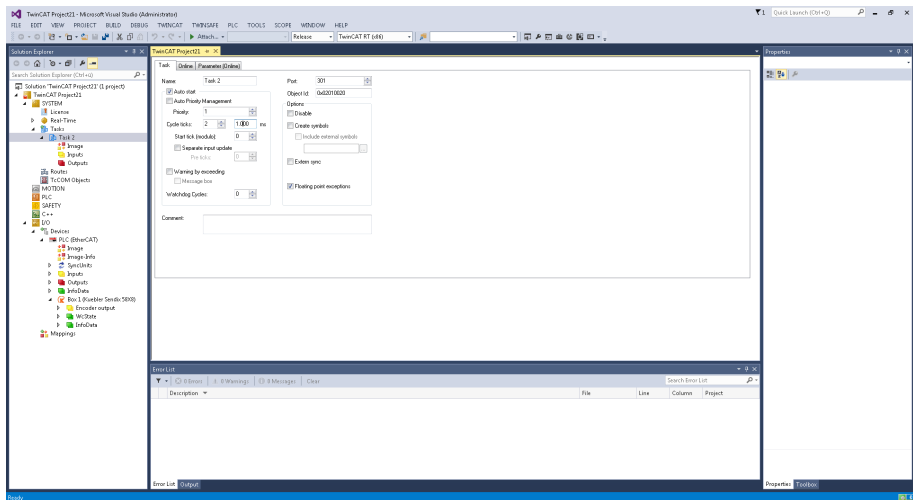 TwinCAT Project21 - Microsoft Visual Studio (Administrator)
1 Quick Launch (Ctrl+Q)
FILE EDIT VIEW PROJECT BUILD DEBUG TWINCAT TWINSAFE PLC TOOLS SCOPE WINDOW HELP
Attach... Release TwinCAT RT (x86)
Solution Explorer
Search Solution Explorer (Ctrl+ü)
Solution 'TwinCAT Project21' (1 project)
TwinCAT Project21
SYSTEM
License
Real-Time
Tasks
Task 2
Image
Inputs
Outputs
Routes
TcCOM Objects
MOTION
PLC
SAFETY
C++
I/O
Devices
PLC (EtherCAT)
Image
Image-Info
SyncUnits
Inputs
Outputs
InfoData
Box 1 (Kuebler Sendix 58X8)
Encoder output
WcState
InfoData
Mappings
TwinCAT Project21
Task Online Parameter (Online)
Name: Task 2 Port: 301
Auto start Object Id: 0x02010020
Auto Priority Management Options
Priority: 1 Disable
Cycle ticks: 2 1.000 ms Create symbols
Start tick (modulo): 0 Include external symbols
Separate input update
Pre ticks: 0 Extern sync
Warning by exceeding
Message box Floating point exceptions
Watchdog Cycles: 0
Comment:
Error List
0 Errors 0 Warnings 0 Messages Clear Search Error List
Description File Line Column Project
Error List Output
Properties
Properties Toolbox
Ready